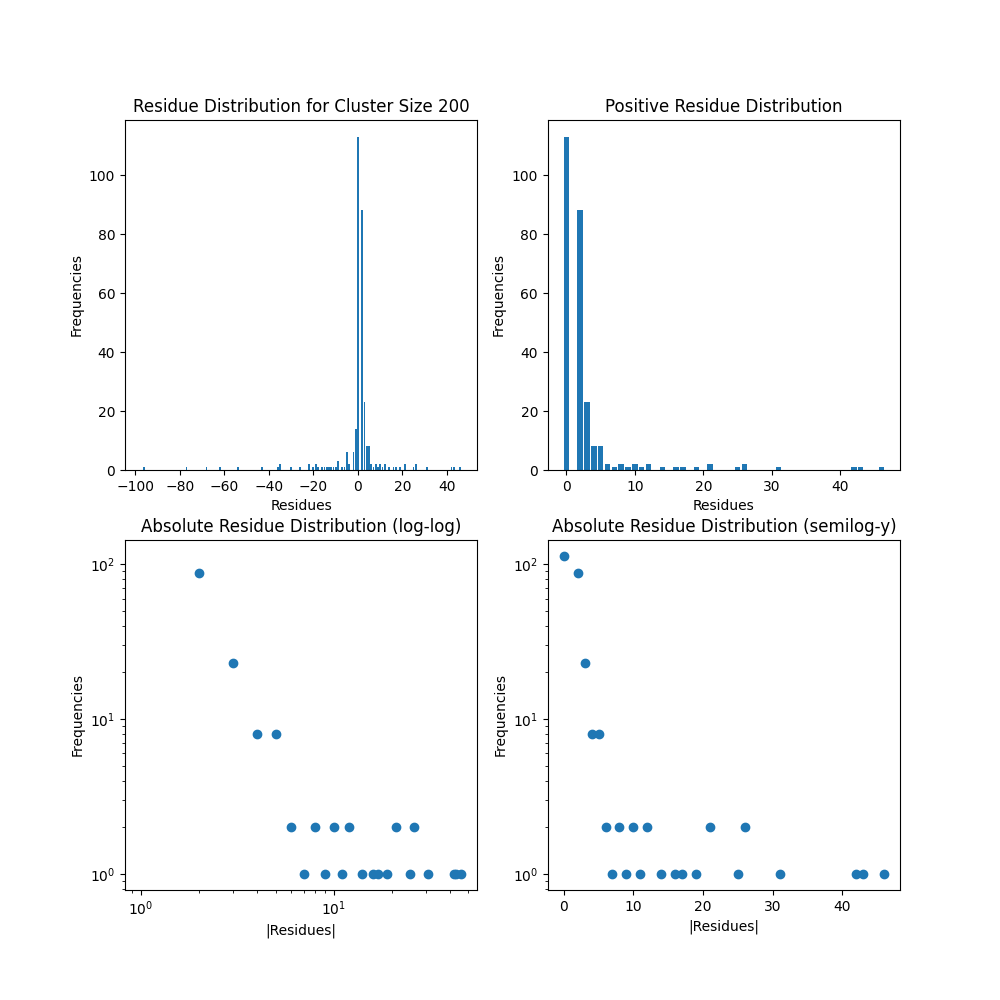 Residue Distribution for Cluster Size 200
Frequencies
100
80
60
40
20
0
−100 −80 −60 −40 −20 0 20 40
Residues
Positive Residue Distribution
Frequencies
100
80
60
40
20
0
0 10 20 30 40
Residues
Absolute Residue Distribution (log-log)
Frequencies
10²
10¹
10⁰
10⁰ 10¹
|Residues|
Absolute Residue Distribution (semilog-y)
Frequencies
10²
10¹
10⁰
0 10 20 30 40
|Residues|